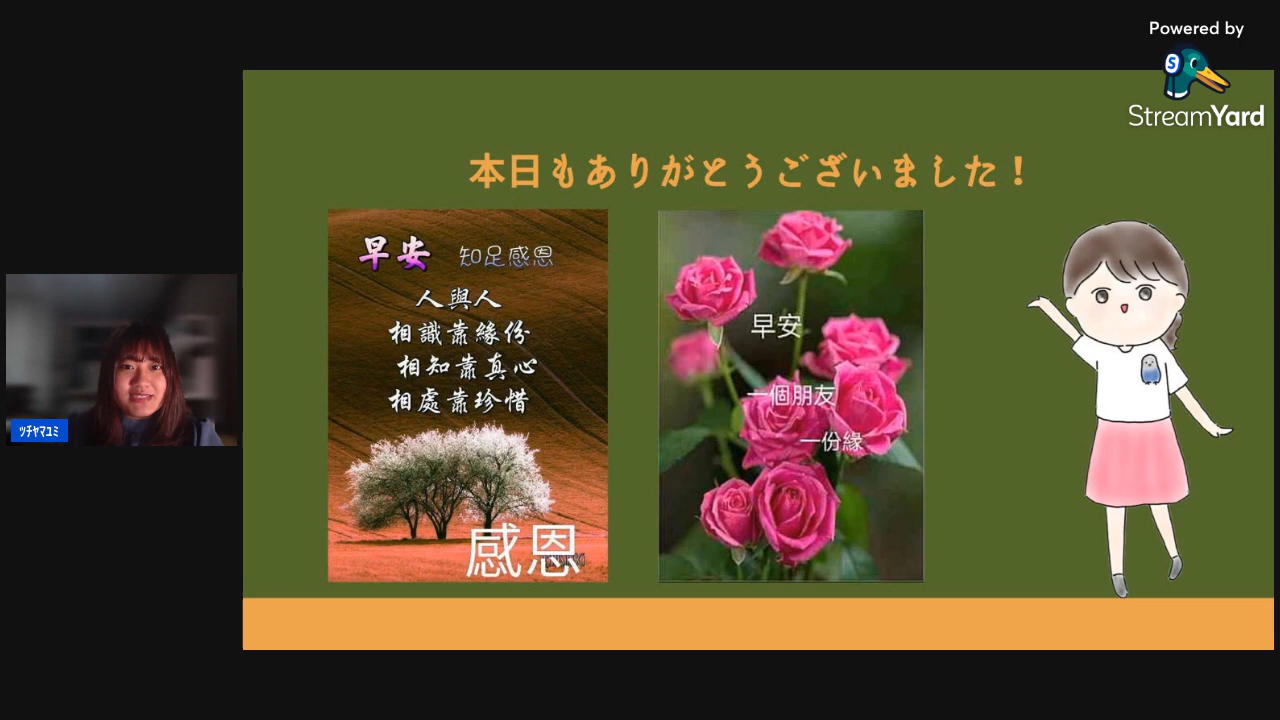 Powered by
S
StreamYard
本日もありがとうございました！
早安 知足感恩
人與人
相識靠緣份
相知靠真心
相處靠珍惜
感恩
早安
一個朋友
一份緣
ツチヤマユミ